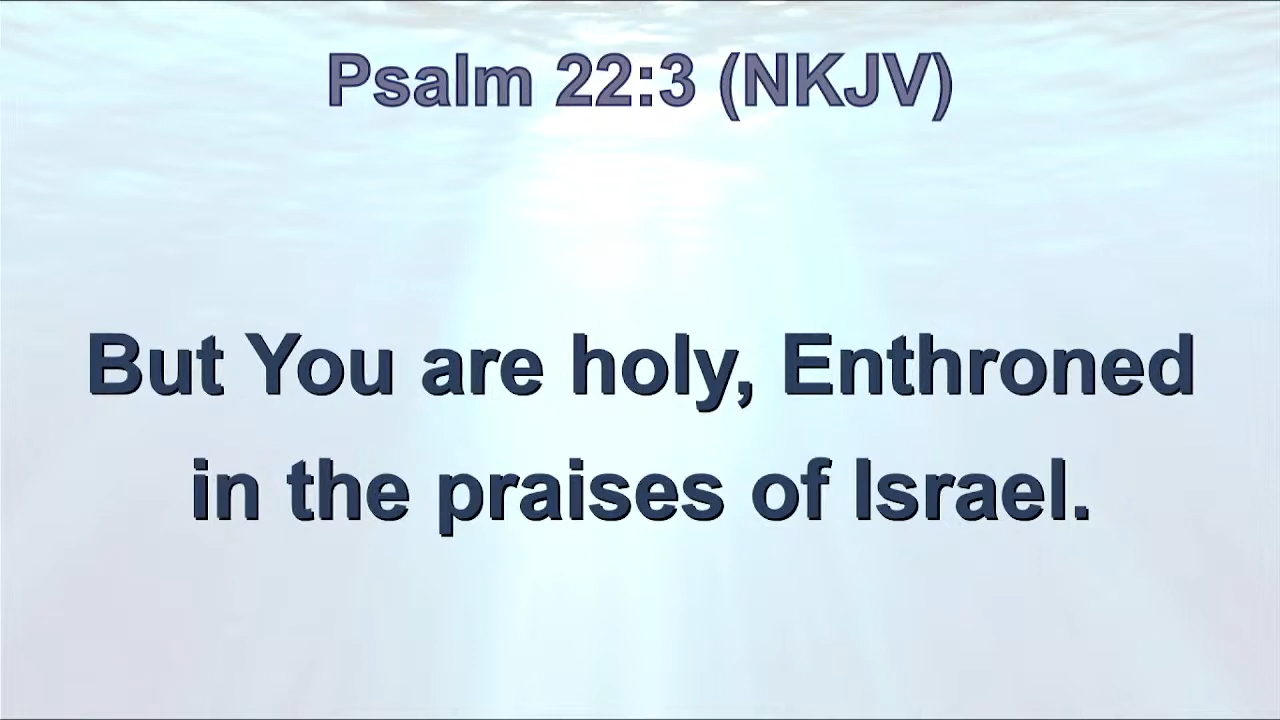 Psalm 22:3 (NKJV)
But You are holy, Enthroned
in the praises of Israel.